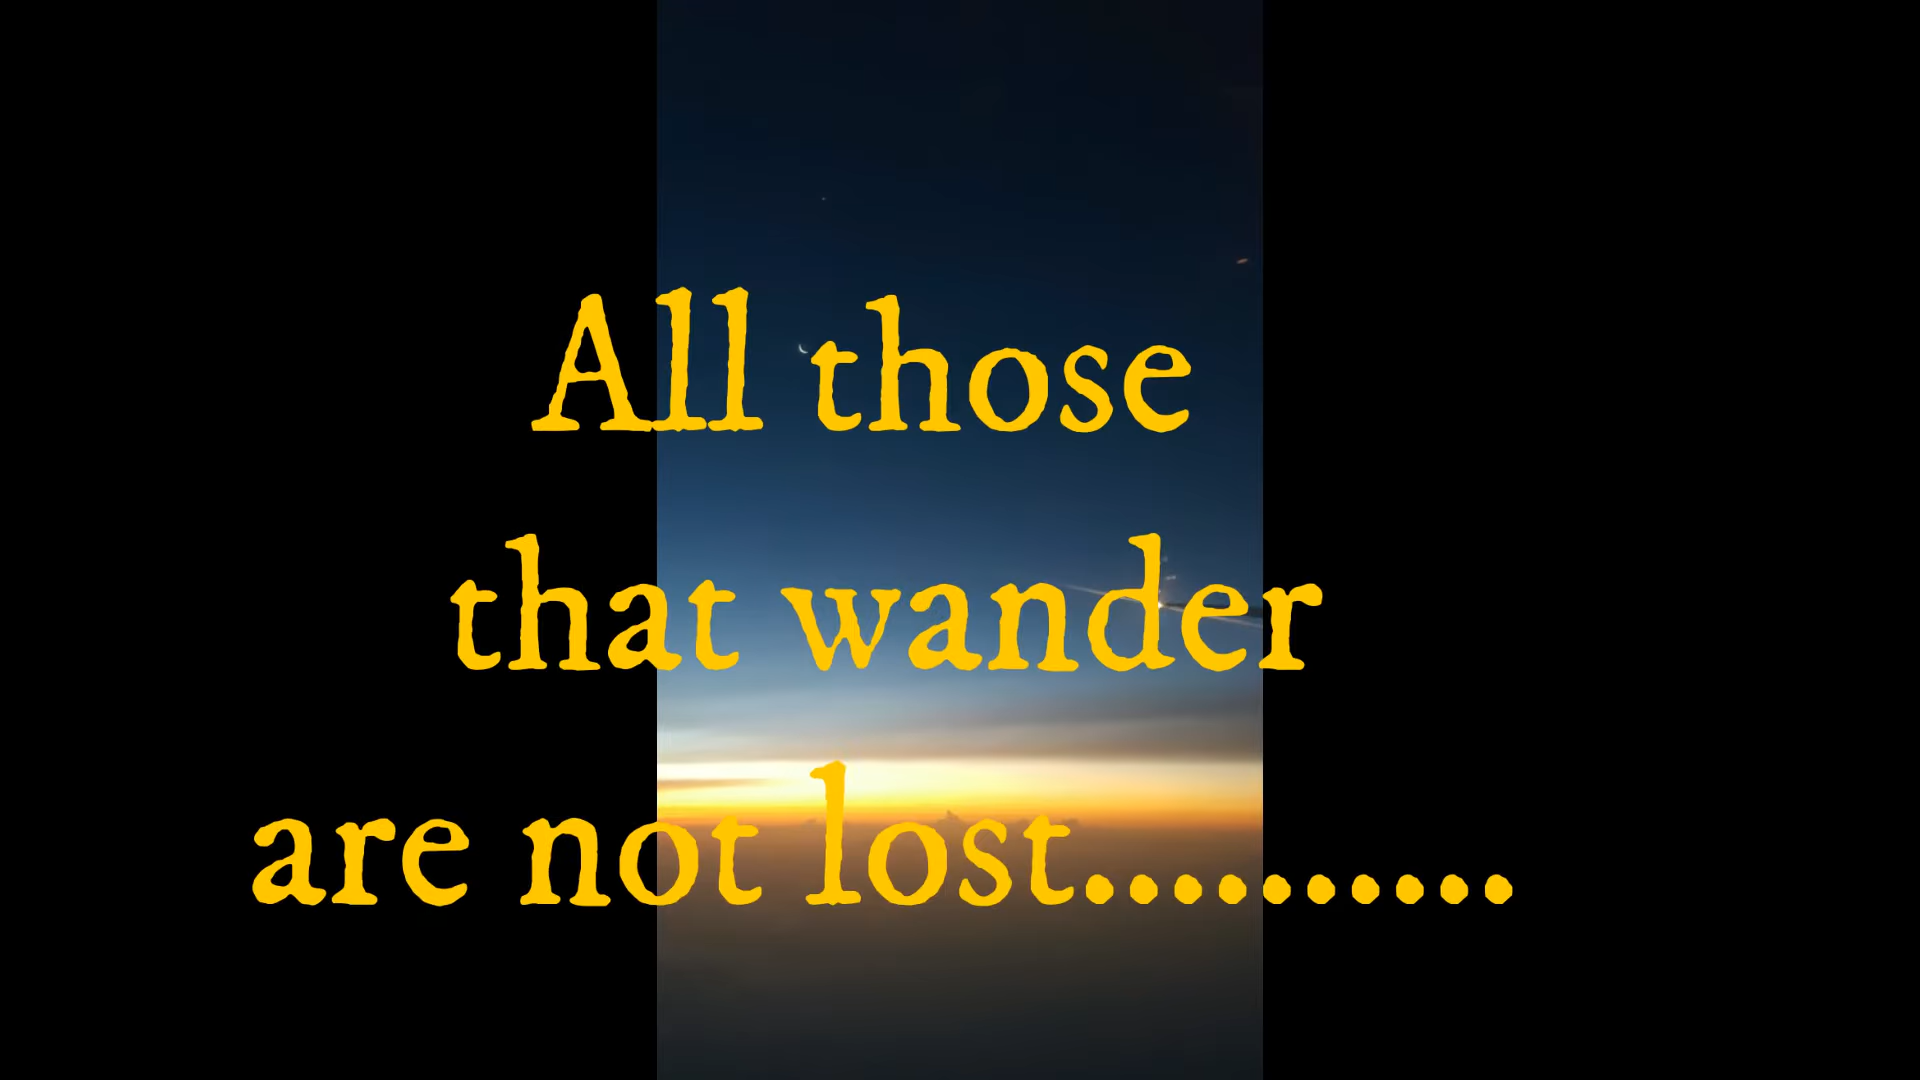 All those
that wander
are not lost..........